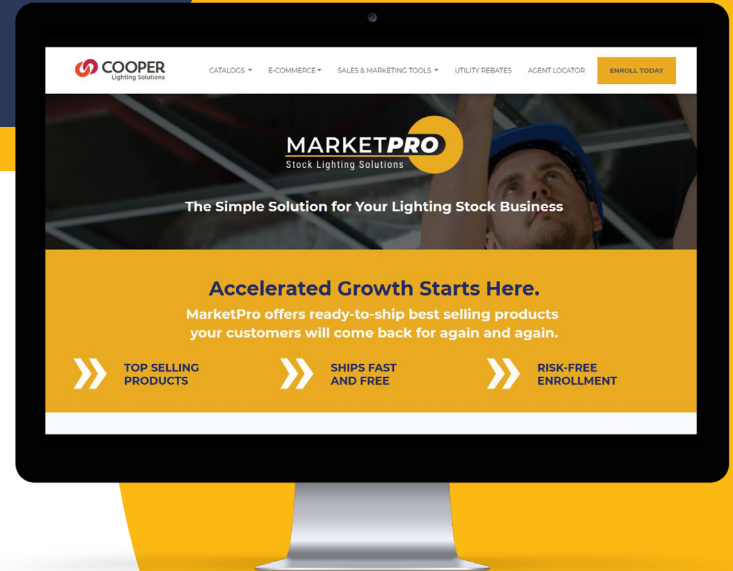 COOPER
Lighting Solutions
CATALOGS
E-COMMERCE
SALES & MARKETING TOOLS
UTILITY REBATES
AGENT LOCATOR
ENROLL TODAY
MARKETPRO
Stock Lighting Solutions
The Simple Solution for Your Lighting Stock Business
Accelerated Growth Starts Here.
MarketPro offers ready-to-ship best selling products
your customers will come back for again and again.
TOP SELLING
PRODUCTS
SHIPS FAST
AND FREE
RISK-FREE
ENROLLMENT